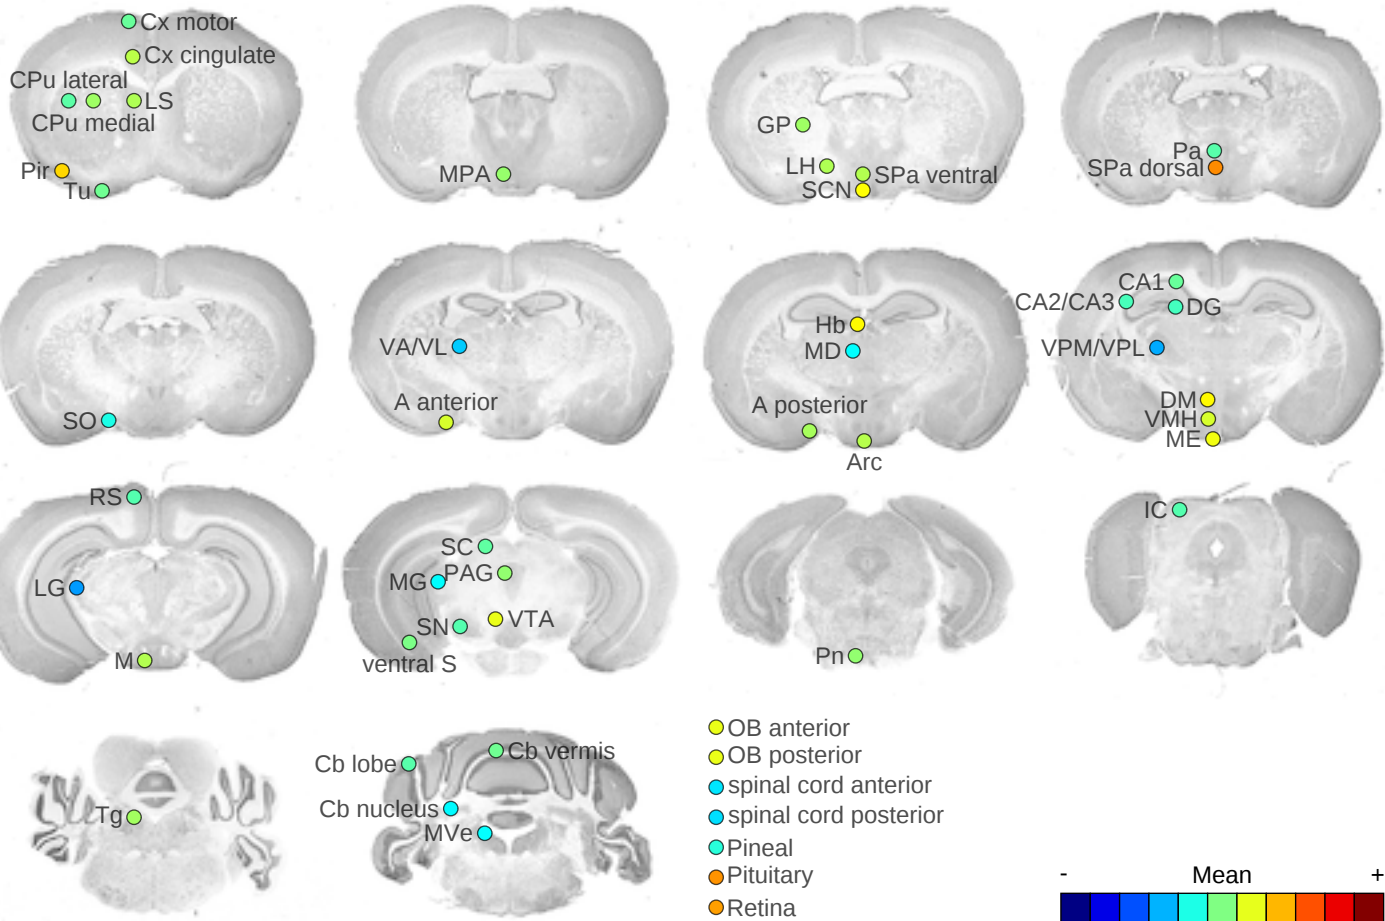 Cx motor
Cx cingulate
CPu lateral
LS
CPu medial
Pir
Tu
MPA
GP
LH
SPa ventral
SCN
Pa
SPa dorsal
SO
VA/VL
A anterior
Hb
MD
A posterior
Arc
CA1
CA2/CA3
DG
VPM/VPL
DM
VMH
ME
RS
LG
M
SC
MG
PAG
SN
VTA
ventral S
Pn
IC
Tg
Cb lobe
Cb vermis
Cb nucleus
MVe
OB anterior
OB posterior
spinal cord anterior
spinal cord posterior
Pineal
Pituitary
Retina
- Mean +